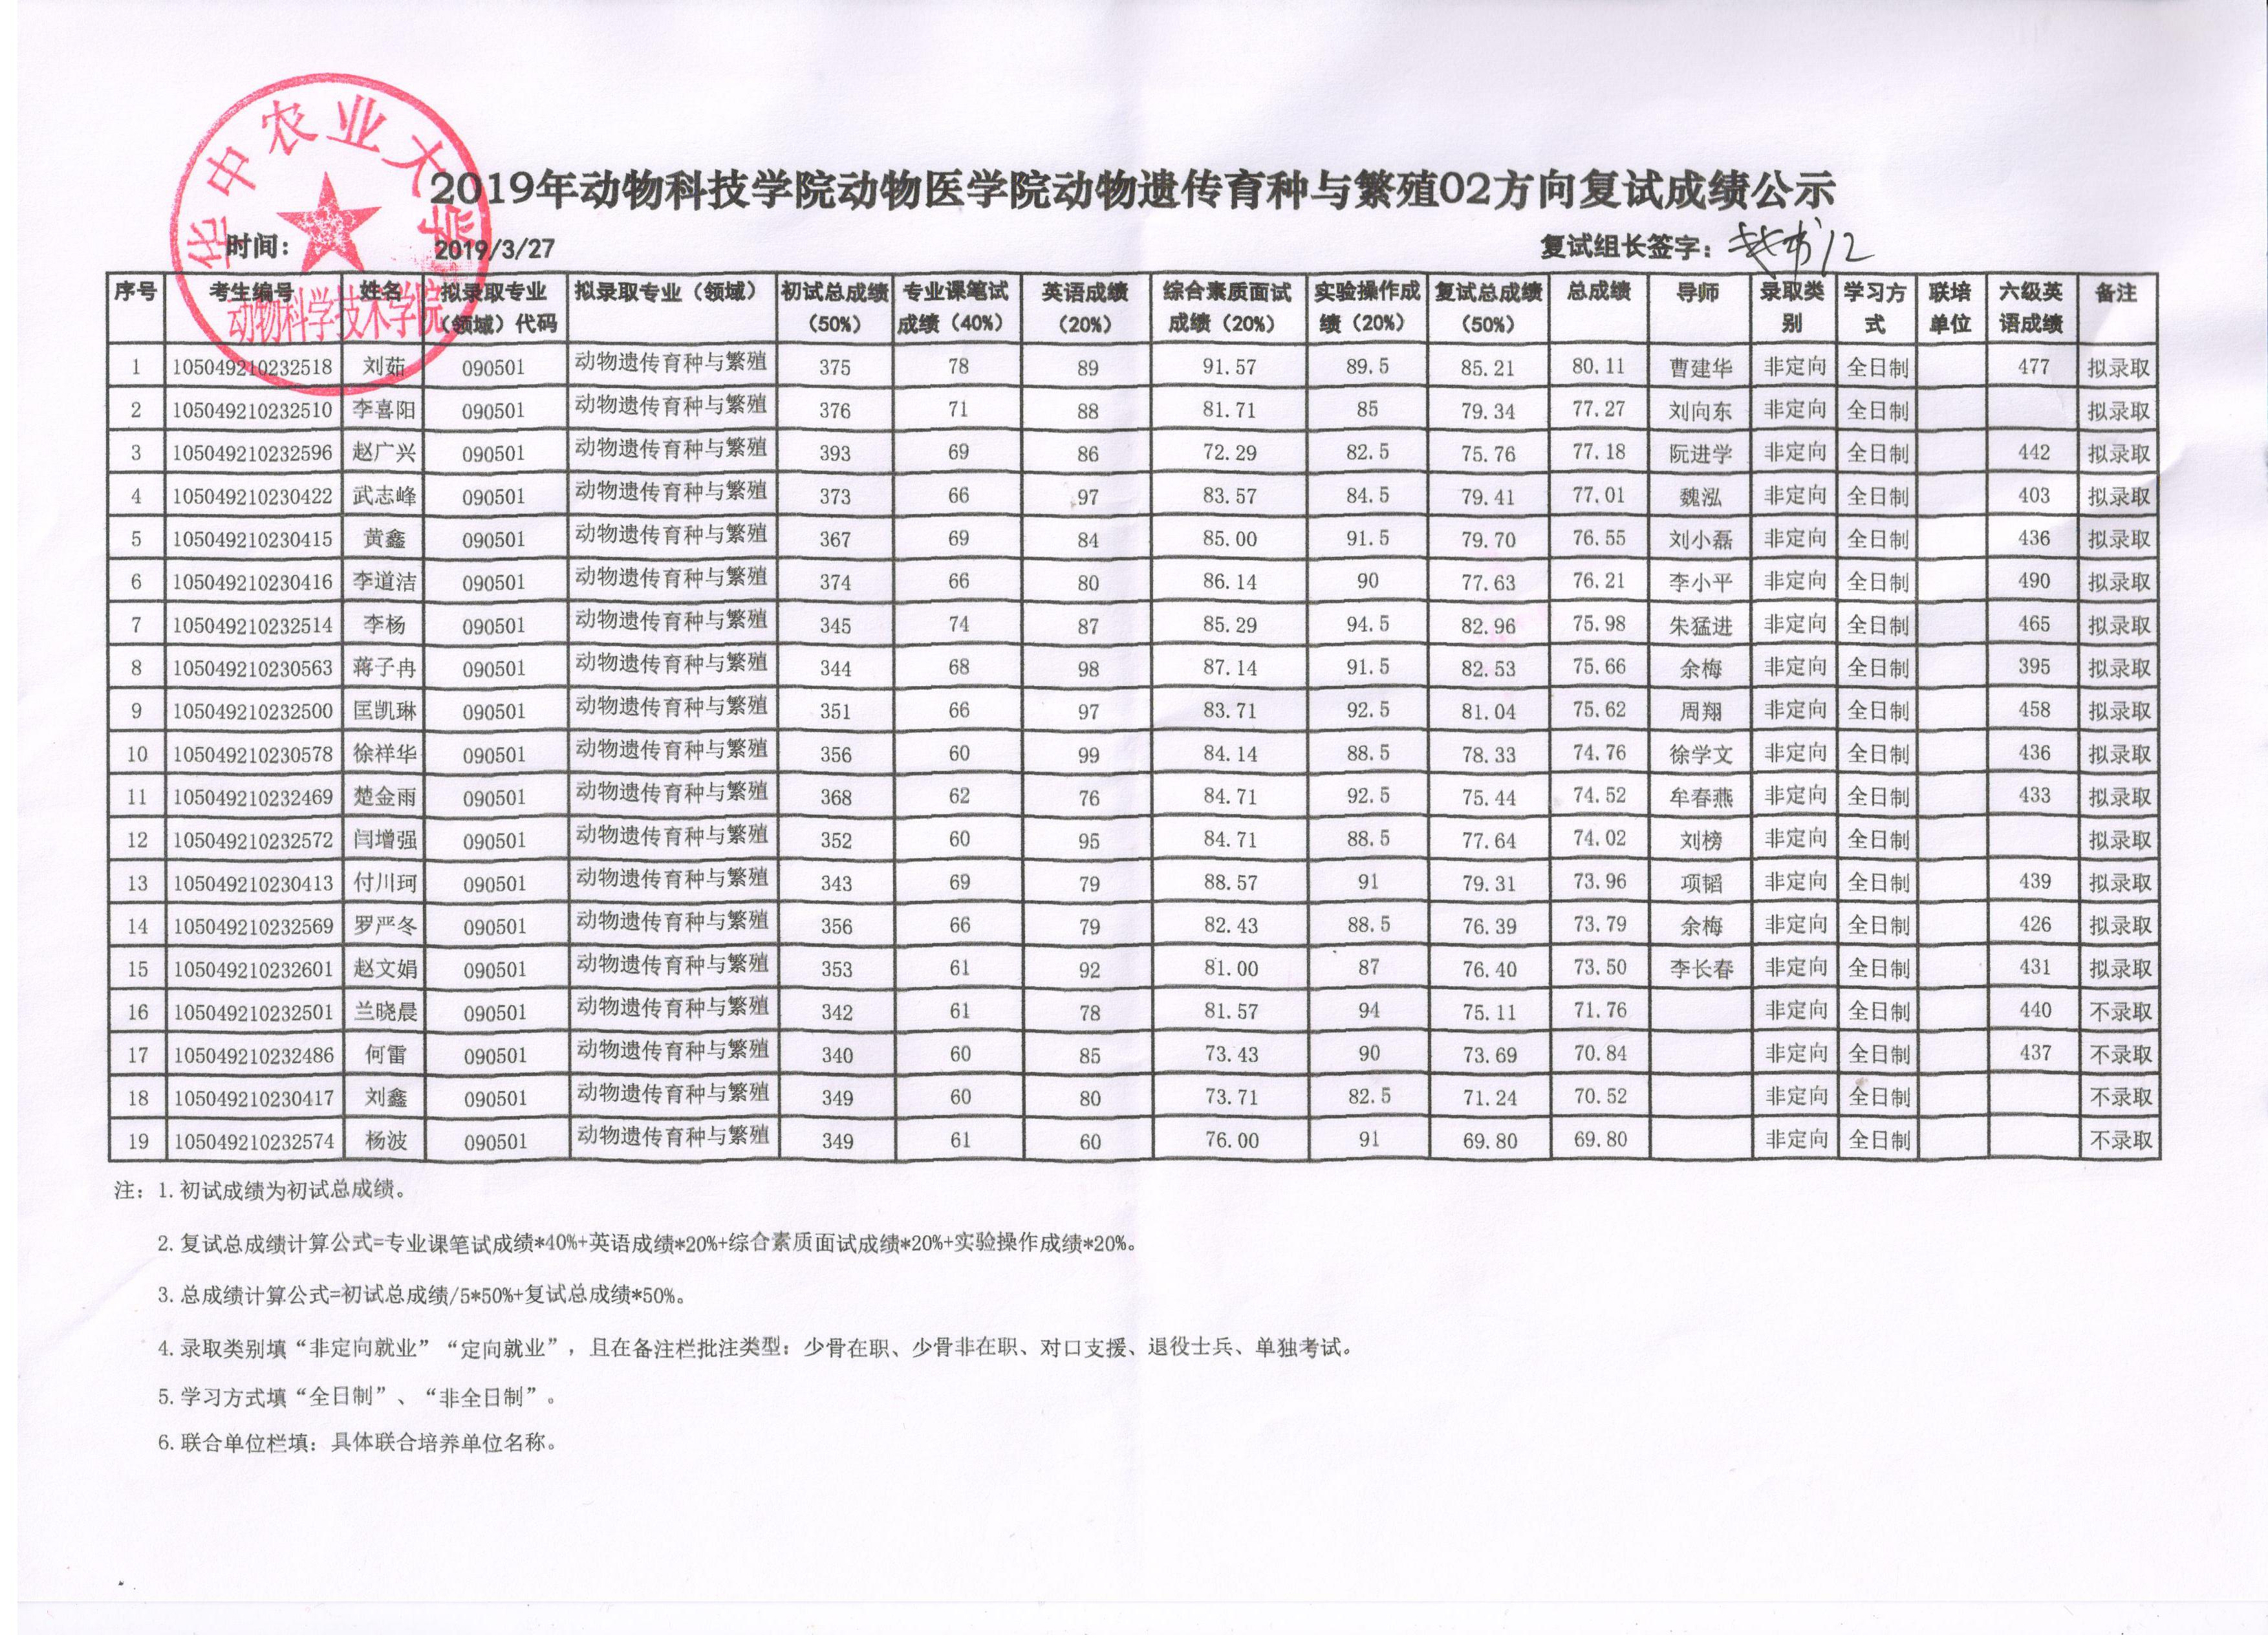 华中农业大学
动物科学技术学院
2019年动物科技学院动物医学院动物遗传育种与繁殖02方向复试成绩公示
时间: 2019/3/27 复试组长签字:
序号 考生编号 姓名 拟录取专业（领域）代码 拟录取专业（领域） 初试总成绩（50%） 专业课笔试成绩（40%） 英语成绩（20%） 综合素质面试成绩（20%） 实验操作成绩（20%） 复试总成绩（50%） 总成绩 导师 录取类别 学习方式 联培单位 六级英语成绩 备注
1 105049210232518 刘茹 090501 动物遗传育种与繁殖 375 78 89 91.57 89.5 85.21 80.11 曹建华 非定向 全日制 477 拟录取
2 105049210232510 李喜阳 090501 动物遗传育种与繁殖 376 71 88 81.71 85 79.34 77.27 刘向东 非定向 全日制 拟录取
3 105049210232596 赵广兴 090501 动物遗传育种与繁殖 393 69 86 72.29 82.5 75.76 77.18 阮进学 非定向 全日制 442 拟录取
4 105049210230422 武志峰 090501 动物遗传育种与繁殖 373 66 97 83.57 84.5 79.41 77.01 魏泓 非定向 全日制 403 拟录取
5 105049210230415 黄鑫 090501 动物遗传育种与繁殖 367 69 84 85.00 91.5 79.70 76.55 刘小磊 非定向 全日制 436 拟录取
6 105049210230416 李道洁 090501 动物遗传育种与繁殖 374 66 80 86.14 90 77.63 76.21 李小平 非定向 全日制 490 拟录取
7 105049210232514 李杨 090501 动物遗传育种与繁殖 345 74 87 85.29 94.5 82.96 75.98 朱猛进 非定向 全日制 465 拟录取
8 105049210230563 蒋子冉 090501 动物遗传育种与繁殖 344 68 98 87.14 91.5 82.53 75.66 余梅 非定向 全日制 395 拟录取
9 105049210232500 匡凯琳 090501 动物遗传育种与繁殖 351 66 97 83.71 92.5 81.04 75.62 周翔 非定向 全日制 458 拟录取
10 105049210230578 徐祥华 090501 动物遗传育种与繁殖 356 60 99 84.14 88.5 78.33 74.76 徐学文 非定向 全日制 436 拟录取
11 105049210232469 楚金雨 090501 动物遗传育种与繁殖 368 62 76 84.71 92.5 75.44 74.52 牟春燕 非定向 全日制 433 拟录取
12 105049210232572 闫增强 090501 动物遗传育种与繁殖 352 60 95 84.71 88.5 77.64 74.02 刘榜 非定向 全日制 拟录取
13 105049210230413 付川珂 090501 动物遗传育种与繁殖 343 69 79 88.57 91 79.31 73.96 项韬 非定向 全日制 439 拟录取
14 105049210232569 罗严冬 090501 动物遗传育种与繁殖 356 66 79 82.43 88.5 76.39 73.79 余梅 非定向 全日制 426 拟录取
15 105049210232601 赵文娟 090501 动物遗传育种与繁殖 353 61 92 81.00 87 76.40 73.50 李长春 非定向 全日制 431 拟录取
16 105049210232501 兰晓晨 090501 动物遗传育种与繁殖 342 61 78 81.57 94 75.11 71.76 非定向 全日制 440 不录取
17 105049210232486 何雷 090501 动物遗传育种与繁殖 340 60 85 73.43 90 73.69 70.84 非定向 全日制 437 不录取
18 105049210230417 刘鑫 090501 动物遗传育种与繁殖 349 60 80 73.71 82.5 71.24 70.52 非定向 全日制 不录取
19 105049210232574 杨波 090501 动物遗传育种与繁殖 349 61 60 76.00 91 69.80 69.80 非定向 全日制 不录取
注: 1.初试成绩为初试总成绩。
2.复试总成绩计算公式=专业课笔试成绩*40%+英语成绩*20%+综合素质面试成绩*20%+实验操作成绩*20%。
3.总成绩计算公式=初试总成绩/5*50%+复试总成绩*50%。
4.录取类别填“非定向就业”“定向就业”，且在备注栏批注类型: 少骨在职、少骨非在职、对口支援、退役士兵、单独考试。
5.学习方式填“全日制”、“非全日制”。
6.联合单位栏填: 具体联合培养单位名称。